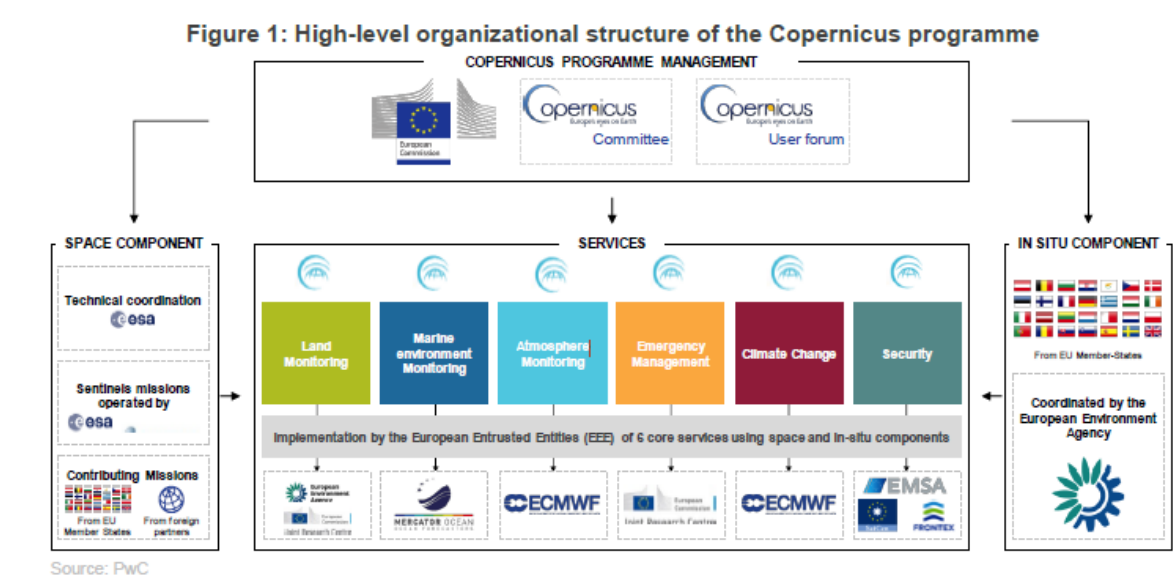 Figure 1: High-level organizational structure of the Copernicus programme
COPERNICUS PROGRAMME MANAGEMENT
European
Commission
opernicus
Europe's eyes on Earth
Committee
opernicus
Europe's eyes on Earth
User forum
SPACE COMPONENT
Technical coordination
esa
Sentinels missions
operated by
esa
Contributing Missions
From EU
Member States
From foreign
partners
SERVICES
Land
Monitoring
Marine
environment
Monitoring
Atmosphere
Monitoring
Emergency
Management
Climate Change
Security
Implementation by the European Entrusted Entities (EEE) of 6 core services using space and in-situ components
European
Environment
Agency
European
Commission
Joint Research Centre
MERCATOR OCEAN
ECMWF
European
Commission
Joint Research Centre
ECMWF
EMSA
FRONTEX
IN SITU COMPONENT
From EU Member-States
Coordinated by the
European Environment
Agency
Source: PwC